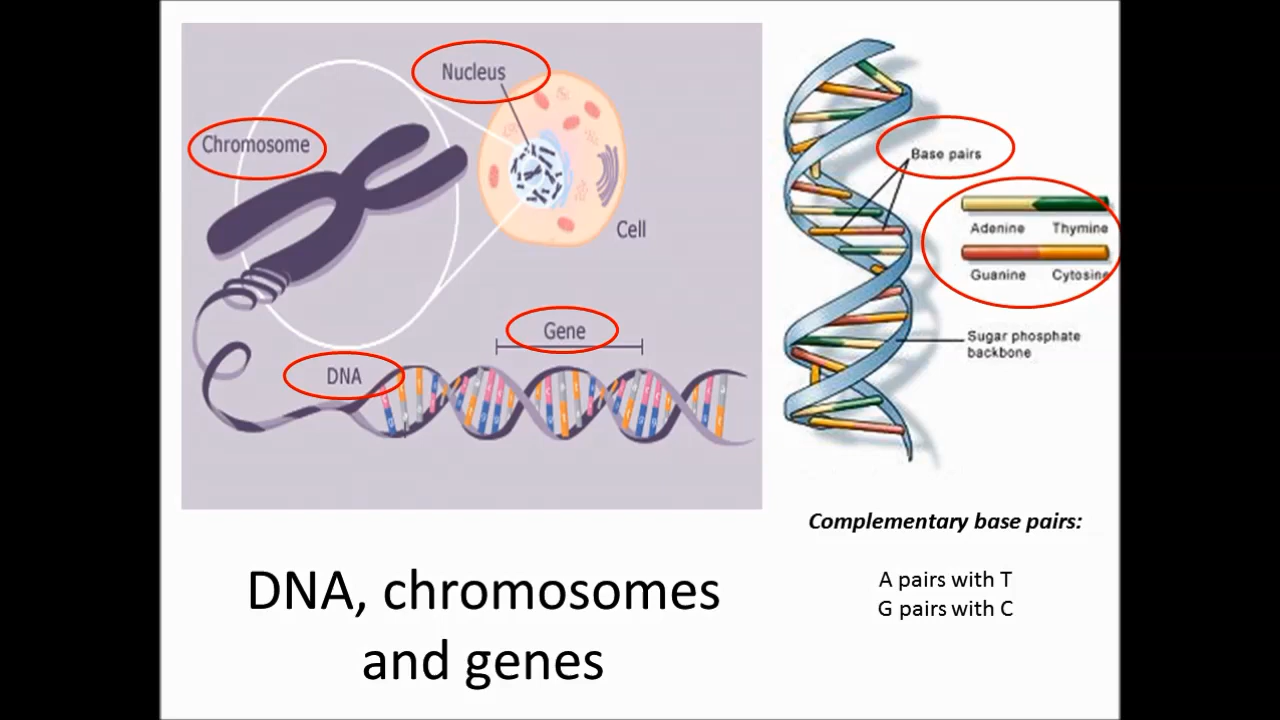 Nucleus
Chromosome
Cell
Gene
DNA
Base pairs
Adenine Thymine
Guanine Cytosine
Sugar phosphate
backbone
Complementary base pairs:
A pairs with T
G pairs with C
DNA, chromosomes
and genes